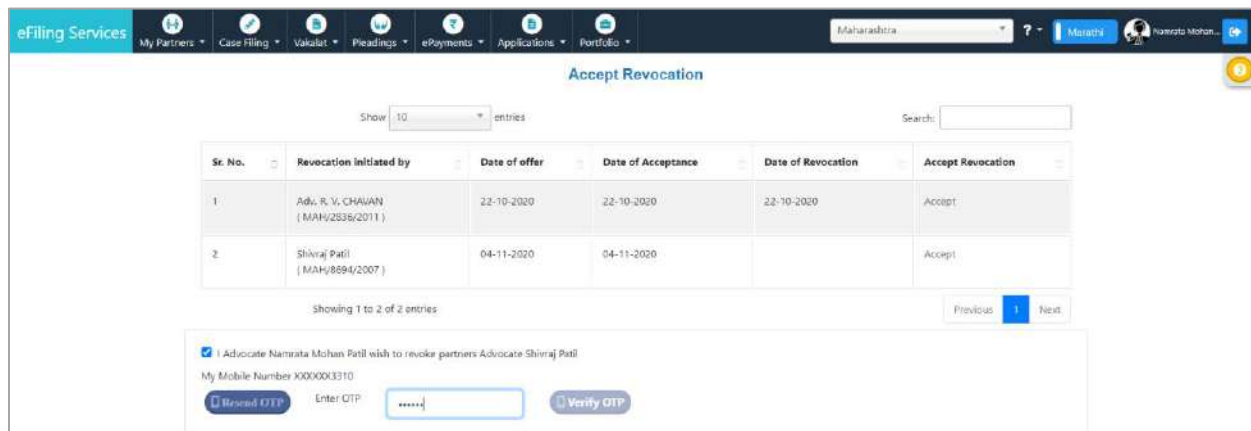 eFiling Services
My Partners Case Filing Vakalat Pleadings ePayments Applications Portfolio Maharashtra ? Marathi Namrata Mohan...
Accept Revocation
Show 10 entries Search:
Sr. No. Revocation initiated by Date of offer Date of Acceptance Date of Revocation Accept Revocation
1 Adv. R. V. CHAVAN 22-10-2020 22-10-2020 22-10-2020 Accept
( MAH/2836/2011 )
2 Shivraj Patil 04-11-2020 04-11-2020 Accept
( MAH/8694/2007 )
Showing 1 to 2 of 2 entries Previous 1 Next
I Advocate Namrata Mohan Patil wish to revoke partners Advocate Shivraj Patil
My Mobile Number XXXXXX3310
Resend OTP Enter OTP •••••• Verify OTP